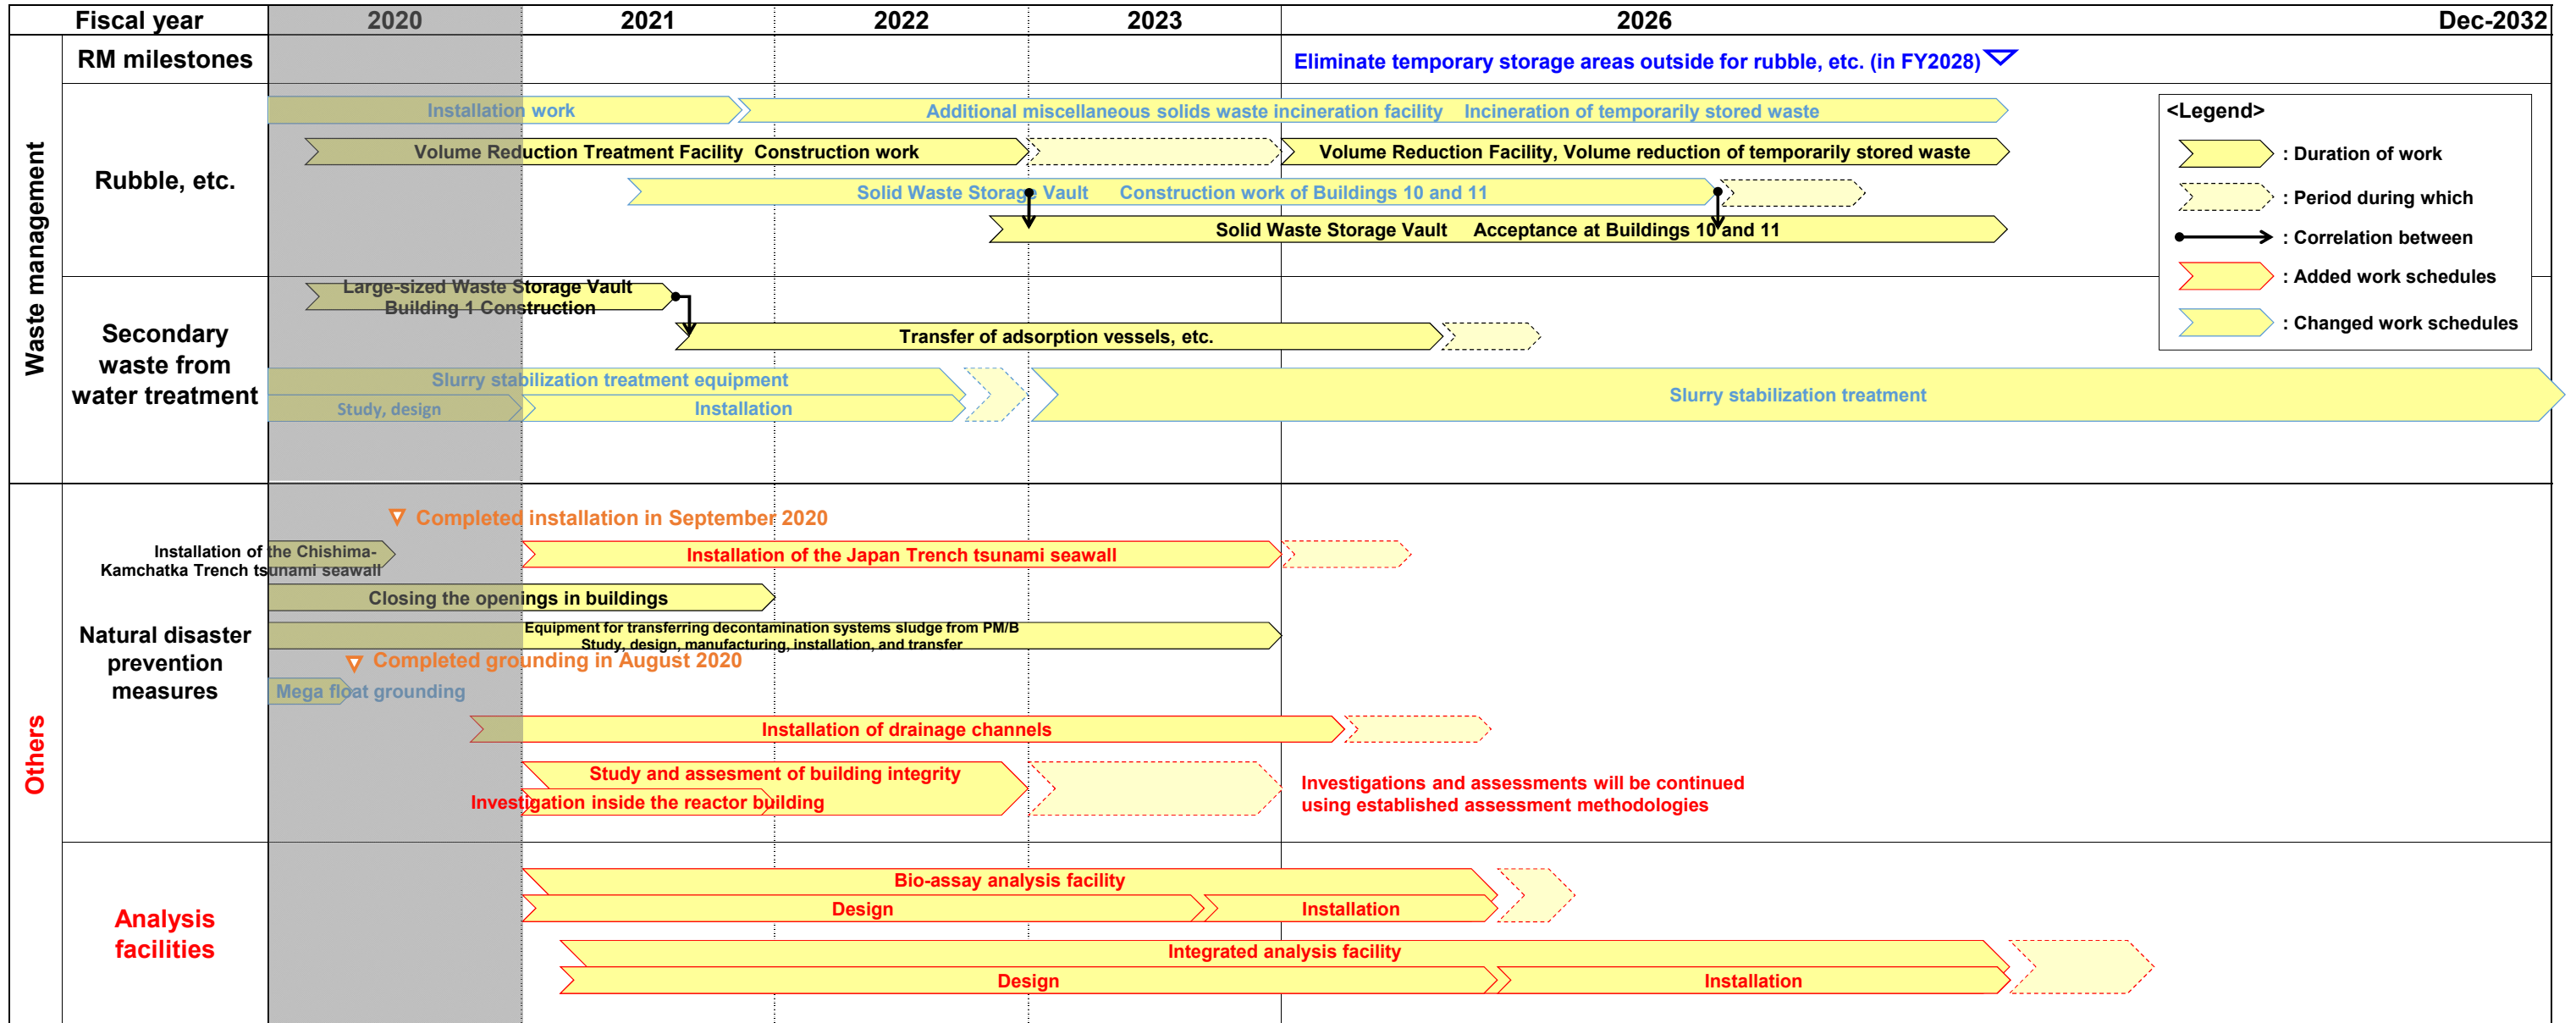 Fiscal year 2020 2021 2022 2023 2026 Dec-2032
Waste management
RM milestones
Eliminate temporary storage areas outside for rubble, etc. (in FY2028)
Rubble, etc.
Installation work
Additional miscellaneous solids waste incineration facility Incineration of temporarily stored waste
Volume Reduction Treatment Facility Construction work
Volume Reduction Facility, Volume reduction of temporarily stored waste
Solid Waste Storage Vault Construction work of Buildings 10 and 11
Solid Waste Storage Vault Acceptance at Buildings 10 and 11
<Legend>
: Duration of work
: Period during which
: Correlation between
: Added work schedules
: Changed work schedules
Secondary
waste from
water treatment
Large-sized Waste Storage Vault
Building 1 Construction
Transfer of adsorption vessels, etc.
Slurry stabilization treatment equipment
Study, design
Installation
Slurry stabilization treatment
Others
Natural disaster
prevention
measures
Completed installation in September 2020
Installation of the Chishima-
Kamchatka Trench tsunami seawall
Installation of the Japan Trench tsunami seawall
Closing the openings in buildings
Equipment for transferring decontamination systems sludge from PM/B
Study, design, manufacturing, installation, and transfer
Completed grounding in August 2020
Mega float grounding
Installation of drainage channels
Study and assesment of building integrity
Investigation inside the reactor building
Investigations and assessments will be continued
using established assessment methodologies
Analysis
facilities
Bio-assay analysis facility
Design
Installation
Integrated analysis facility
Design
Installation